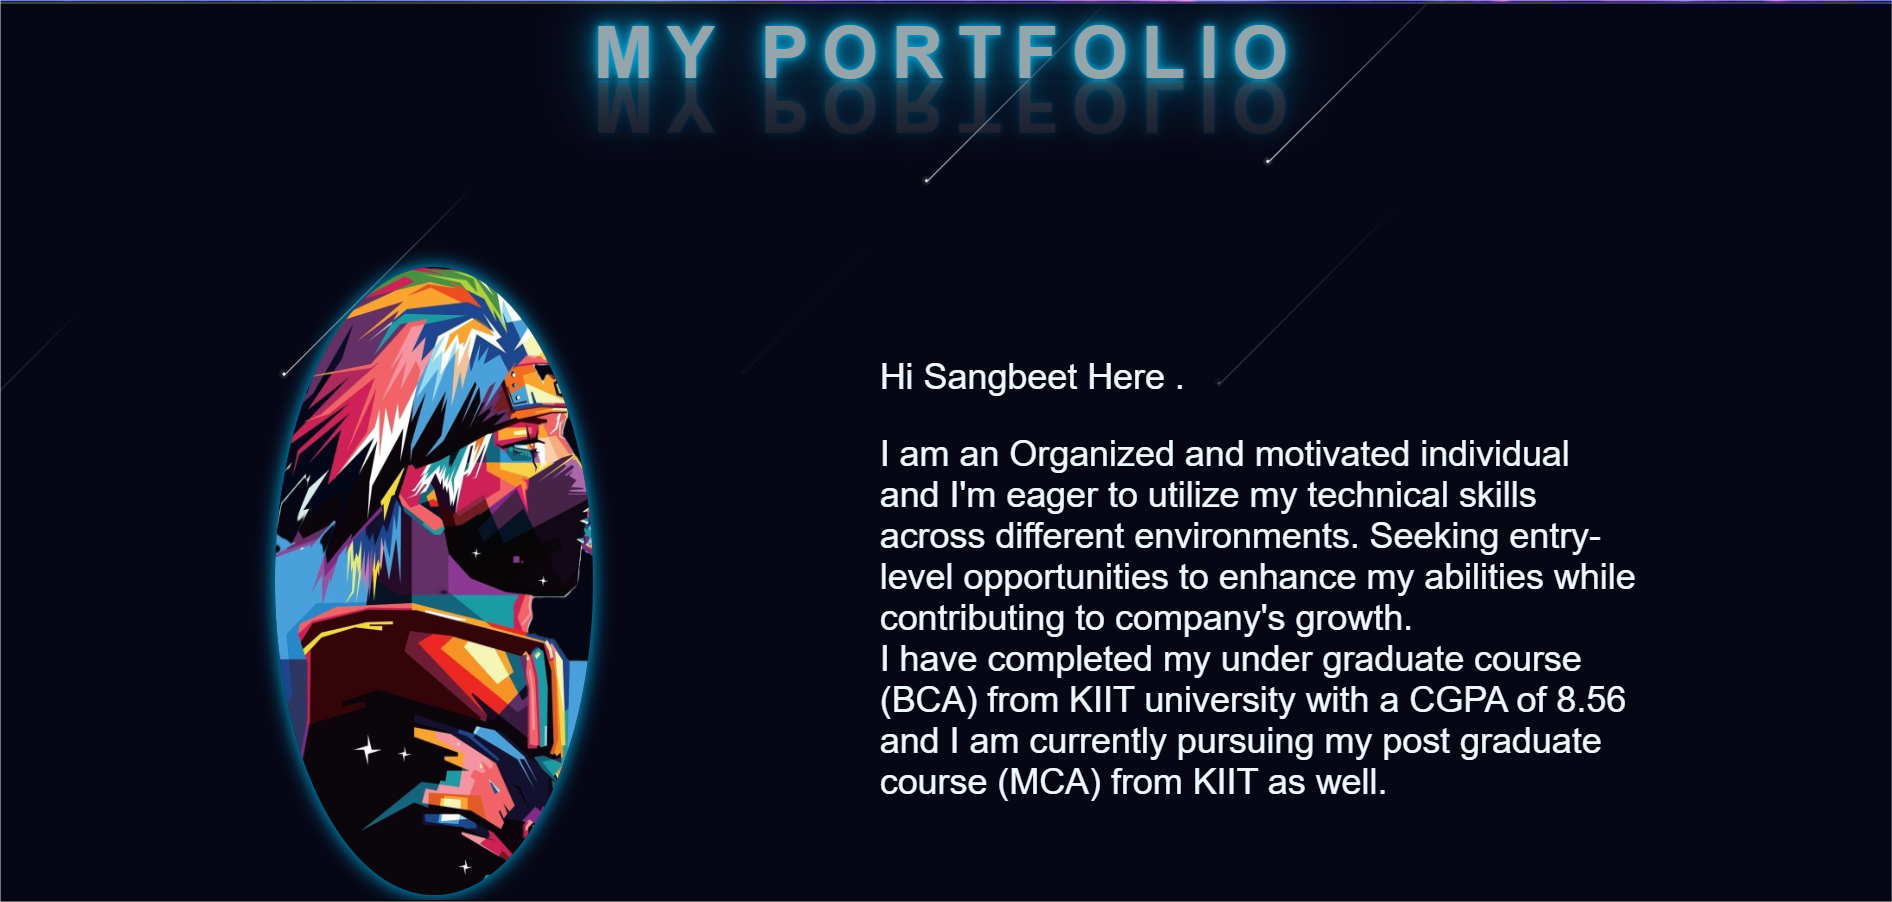 MY PORTFOLIO
Hi Sangbeet Here .
I am an Organized and motivated individual
and I'm eager to utilize my technical skills
across different environments. Seeking entry-
level opportunities to enhance my abilities while
contributing to company's growth.
I have completed my under graduate course
(BCA) from KIIT university with a CGPA of 8.56
and I am currently pursuing my post graduate
course (MCA) from KIIT as well.